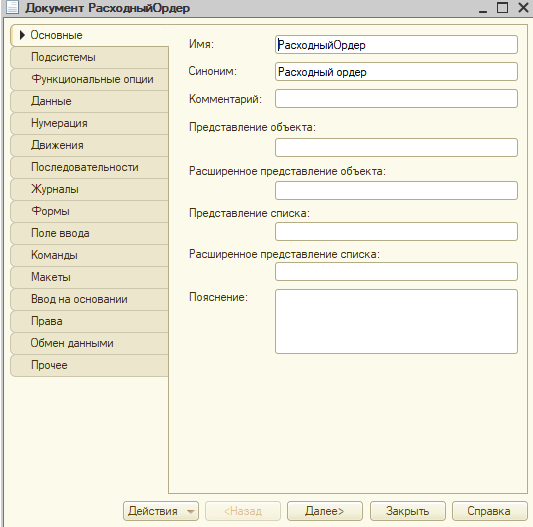 Документ РасходныйОрдер
Основные
Подсистемы
Функциональные опции
Данные
Нумерация
Движения
Последовательности
Журналы
Формы
Поле ввода
Команды
Макеты
Ввод на основании
Права
Обмен данными
Прочее
Имя: РасходныйОрдер
Синоним: Расходный ордер
Комментарий:
Представление объекта:
Расширенное представление объекта:
Представление списка:
Расширенное представление списка:
Пояснение:
Действия <Назад Далее> Закрыть Справка